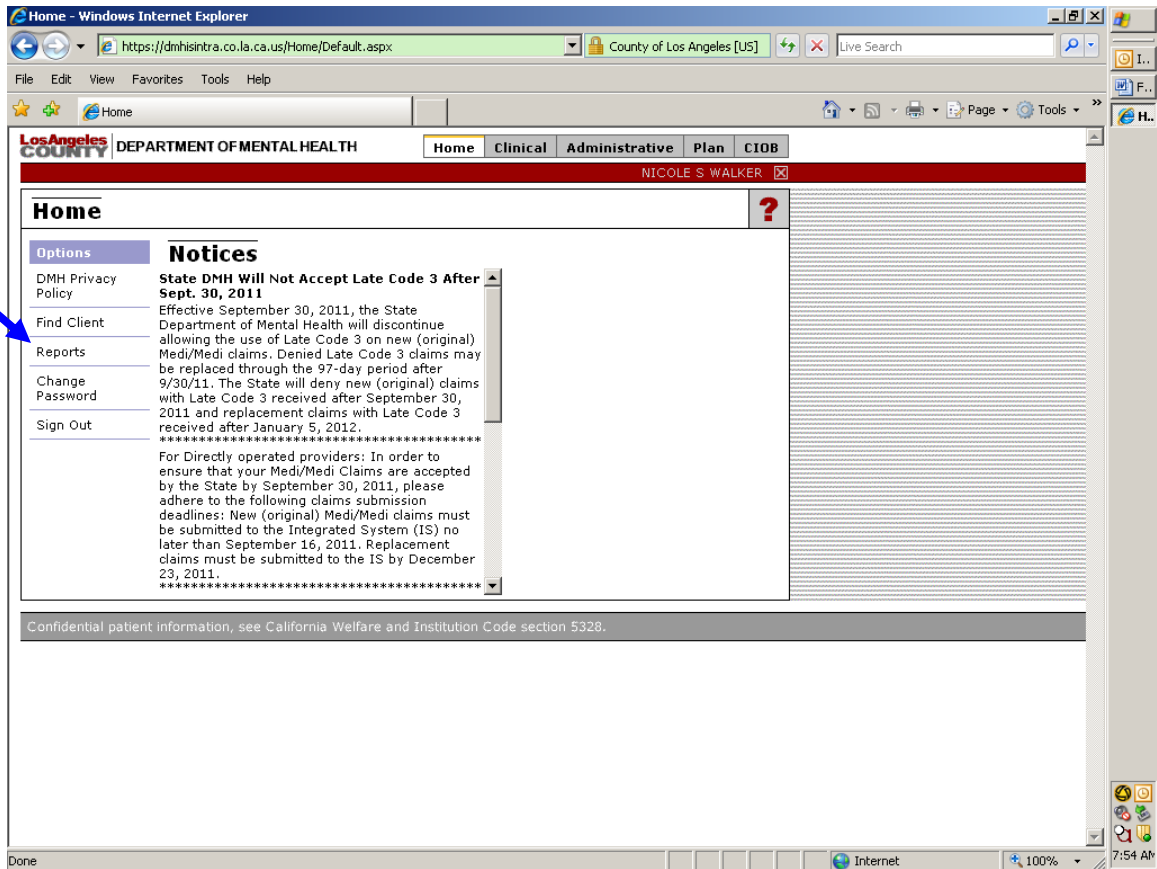 Home - Windows Internet Explorer
https://dmhisintra.co.la.ca.us/Home/Default.aspx
County of Los Angeles [US]
Live Search
File Edit View Favorites Tools Help
Home
Page
Tools
»
I..
F..
H..
Los Angeles
COUNTY
DEPARTMENT OF MENTAL HEALTH
Home Clinical Administrative Plan CIOB
NICOLE S WALKER
Home
?
Options
DMH Privacy
Policy
Find Client
Reports
Change
Password
Sign Out
Notices
State DMH Will Not Accept Late Code 3 After
Sept. 30, 2011
Effective September 30, 2011, the State
Department of Mental Health will discontinue
allowing the use of Late Code 3 on new (original)
Medi/Medi claims. Denied Late Code 3 claims may
be replaced through the 97-day period after
9/30/11. The State will deny new (original) claims
with Late Code 3 received after September 30,
2011 and replacement claims with Late Code 3
received after January 5, 2012.
******************************************
For Directly operated providers: In order to
ensure that your Medi/Medi Claims are accepted
by the State by September 30, 2011, please
adhere to the following claims submission
deadlines: New (original) Medi/Medi claims must
be submitted to the Integrated System (IS) no
later than September 16, 2011. Replacement
claims must be submitted to the IS by December
23, 2011.
******************************************
Confidential patient information, see California Welfare and Institution Code section 5328.
Done
Internet
100%
7:54 AM